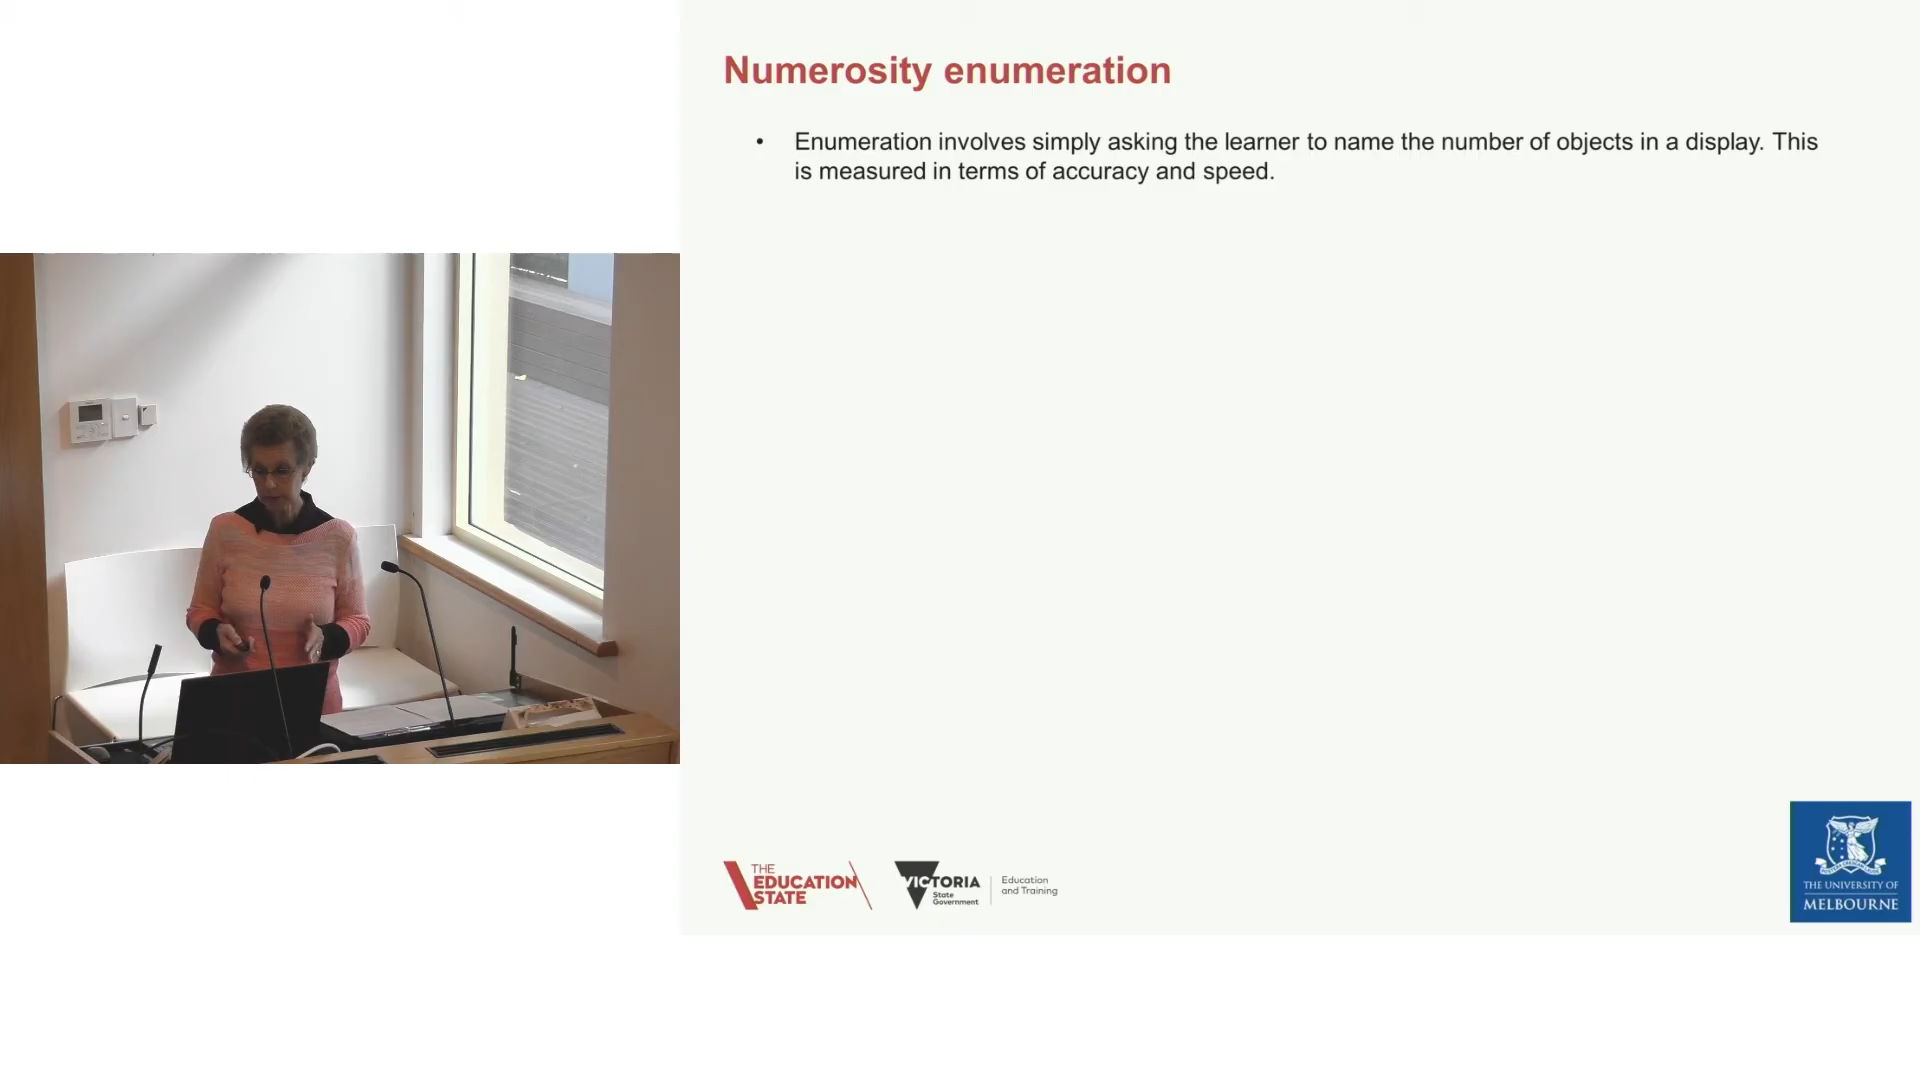 Numerosity enumeration
• Enumeration involves simply asking the learner to name the number of objects in a display. This
is measured in terms of accuracy and speed.
THE
EDUCATION
STATE
VICTORIA
State
Government
Education
and Training
THE UNIVERSITY OF
MELBOURNE